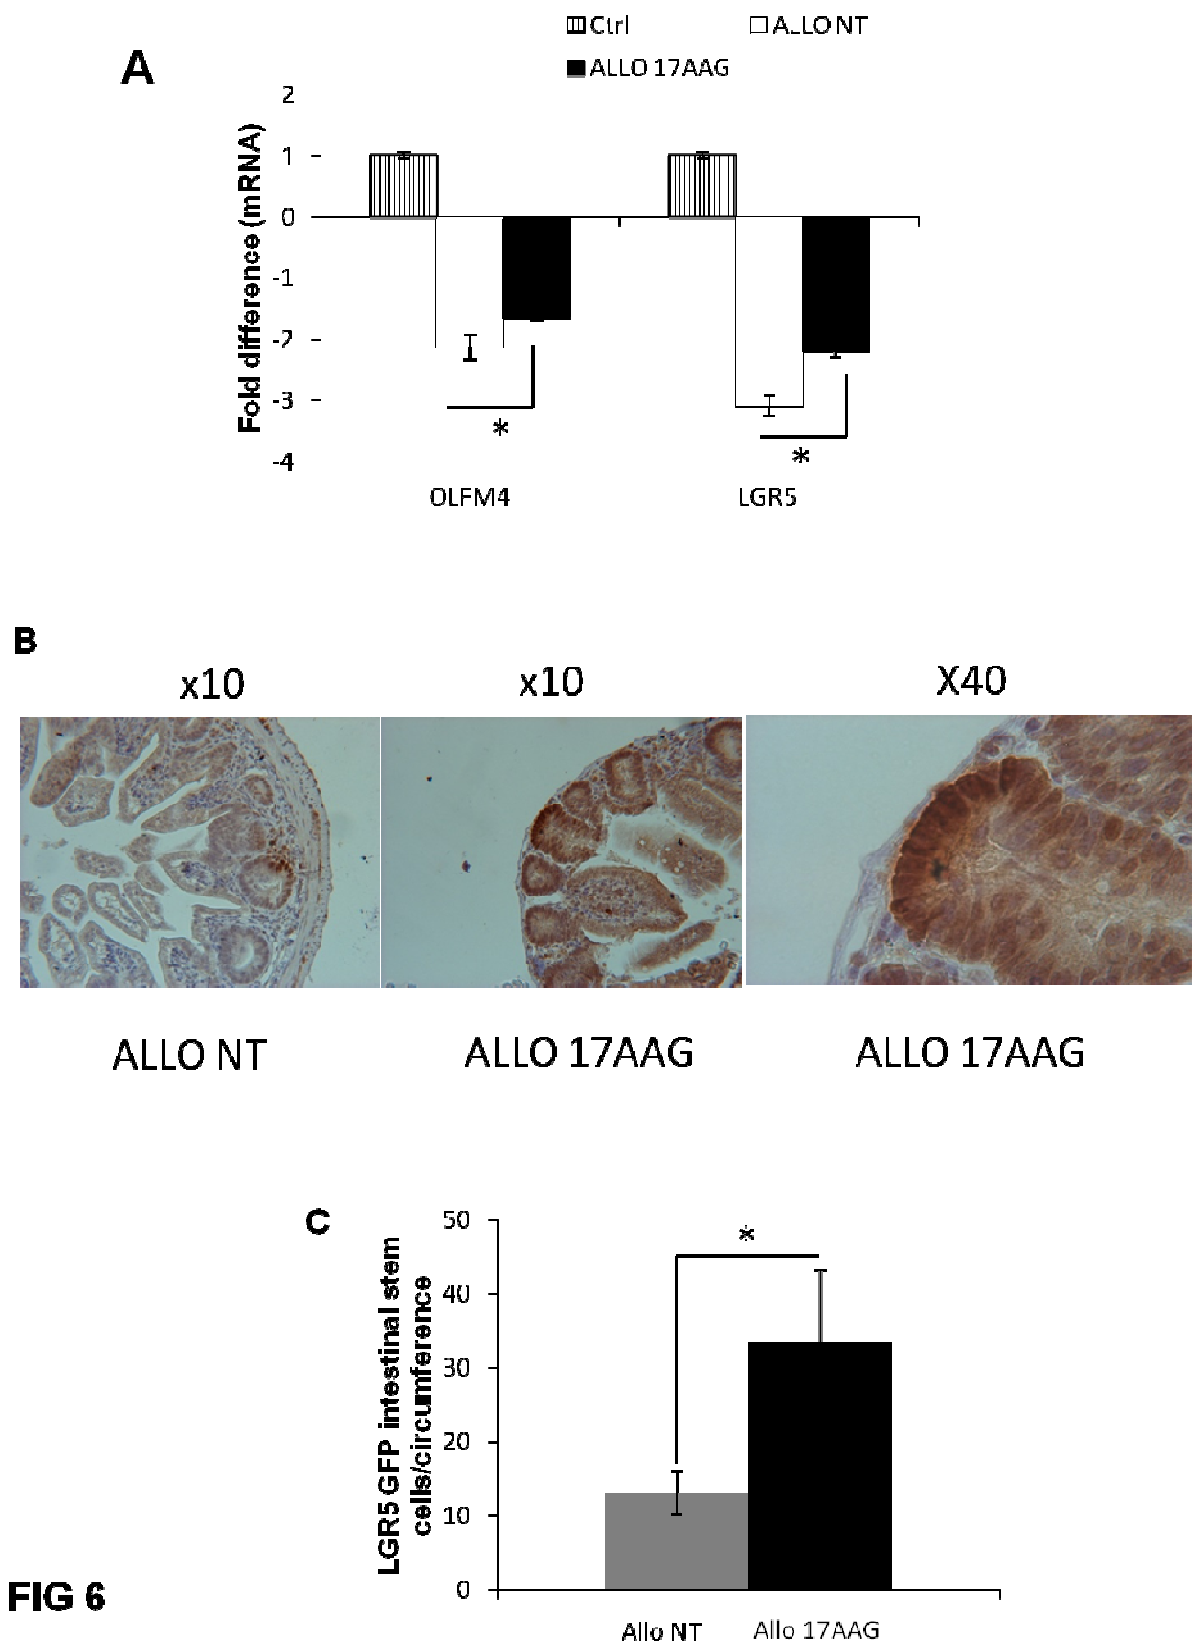 Ctrl ALLO NT
A
ALLO 17AAG
2
1
0
-1
-2
-3
-4
Fold difference (mRNA)
*
*
OLFM4 LGR5
B
x10 x10 X40
ALLO NT ALLO 17AAG ALLO 17AAG
C
50
40
30
20
10
0
LGR5 GFP intestinal stem
cells/circumference
*
Allo NT Allo 17AAG
FIG 6